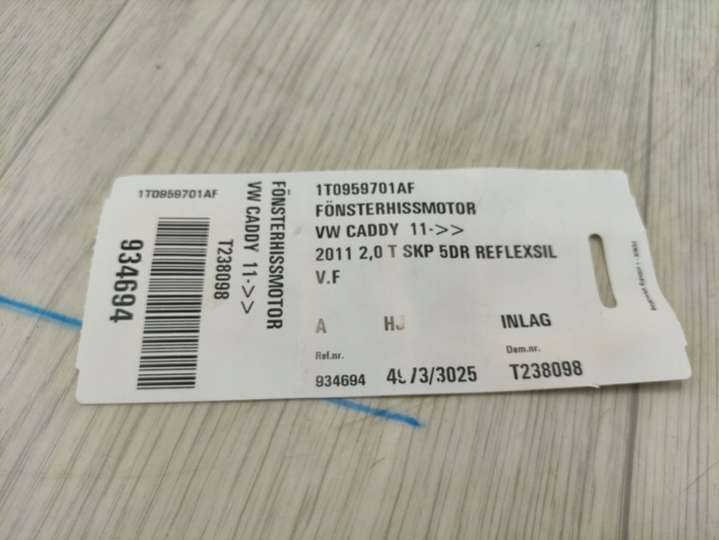 1T0959701AF
934694
FÖNSTERHISSMOTOR
VW CADDY 11->>
T238098
1T0959701AF
FÖNSTERHISSMOTOR
VW CADDY 11->>
2011 2,0 T SKP 5DR REFLEXSIL
V.F
A HJ INLAG
Ref.nr. Dem.nr.
934694 T238098